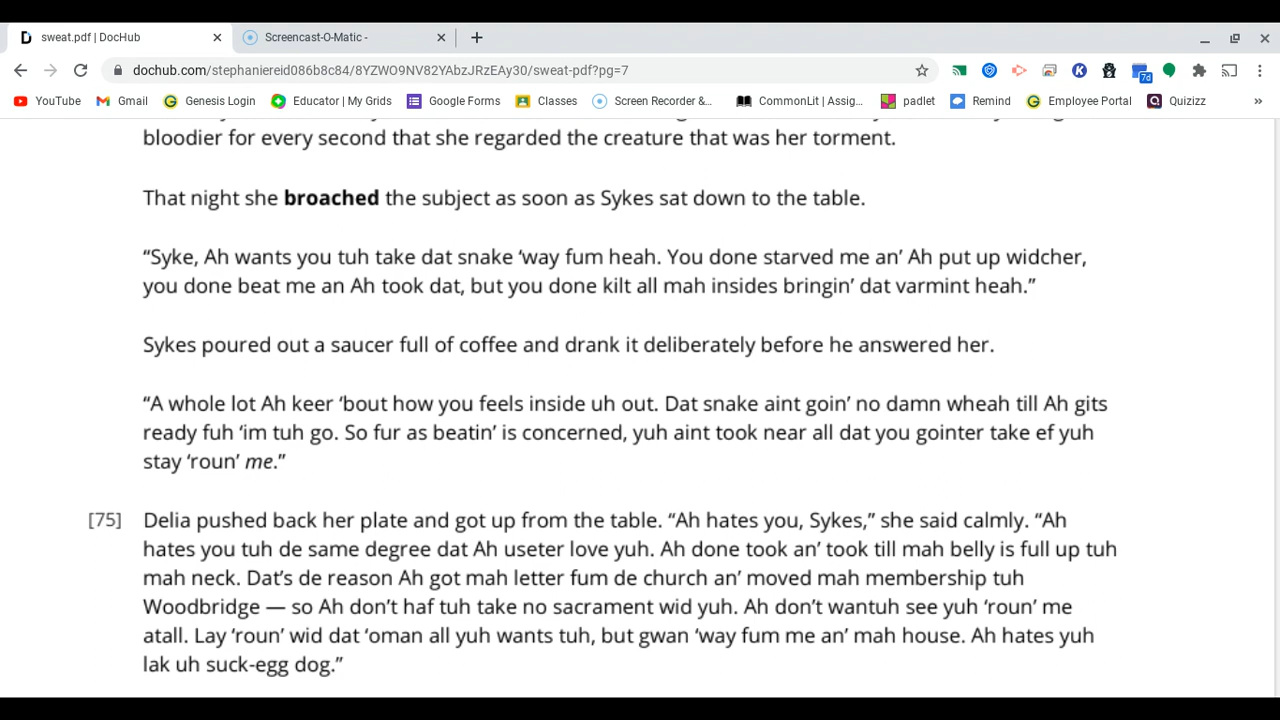 sweat.pdf | DocHub
Screencast-O-Matic -
dochub.com/stephaniereid086b8c84/8YZWO9NV82YAbzJRzEAy30/sweat-pdf?pg=7
7d
YouTube Gmail Genesis Login Educator | My Grids Google Forms Classes Screen Recorder &... CommonLit | Assig... padlet Remind Employee Portal Quizizz »
bloodier for every second that she regarded the creature that was her torment.
That night she broached the subject as soon as Sykes sat down to the table.
“Syke, Ah wants you tuh take dat snake ‘way fum heah. You done starved me an’ Ah put up widcher,
you done beat me an Ah took dat, but you done kilt all mah insides bringin’ dat varmint heah.”
Sykes poured out a saucer full of coffee and drank it deliberately before he answered her.
“A whole lot Ah keer ‘bout how you feels inside uh out. Dat snake aint goin’ no damn wheah till Ah gits
ready fuh ‘im tuh go. So fur as beatin’ is concerned, yuh aint took near all dat you gointer take ef yuh
stay ‘roun’ me.”
[75] Delia pushed back her plate and got up from the table. “Ah hates you, Sykes,” she said calmly. “Ah
hates you tuh de same degree dat Ah useter love yuh. Ah done took an’ took till mah belly is full up tuh
mah neck. Dat’s de reason Ah got mah letter fum de church an’ moved mah membership tuh
Woodbridge — so Ah don’t haf tuh take no sacrament wid yuh. Ah don’t wantuh see yuh ‘roun’ me
atall. Lay ‘roun’ wid dat ‘oman all yuh wants tuh, but gwan ‘way fum me an’ mah house. Ah hates yuh
lak uh suck-egg dog.”